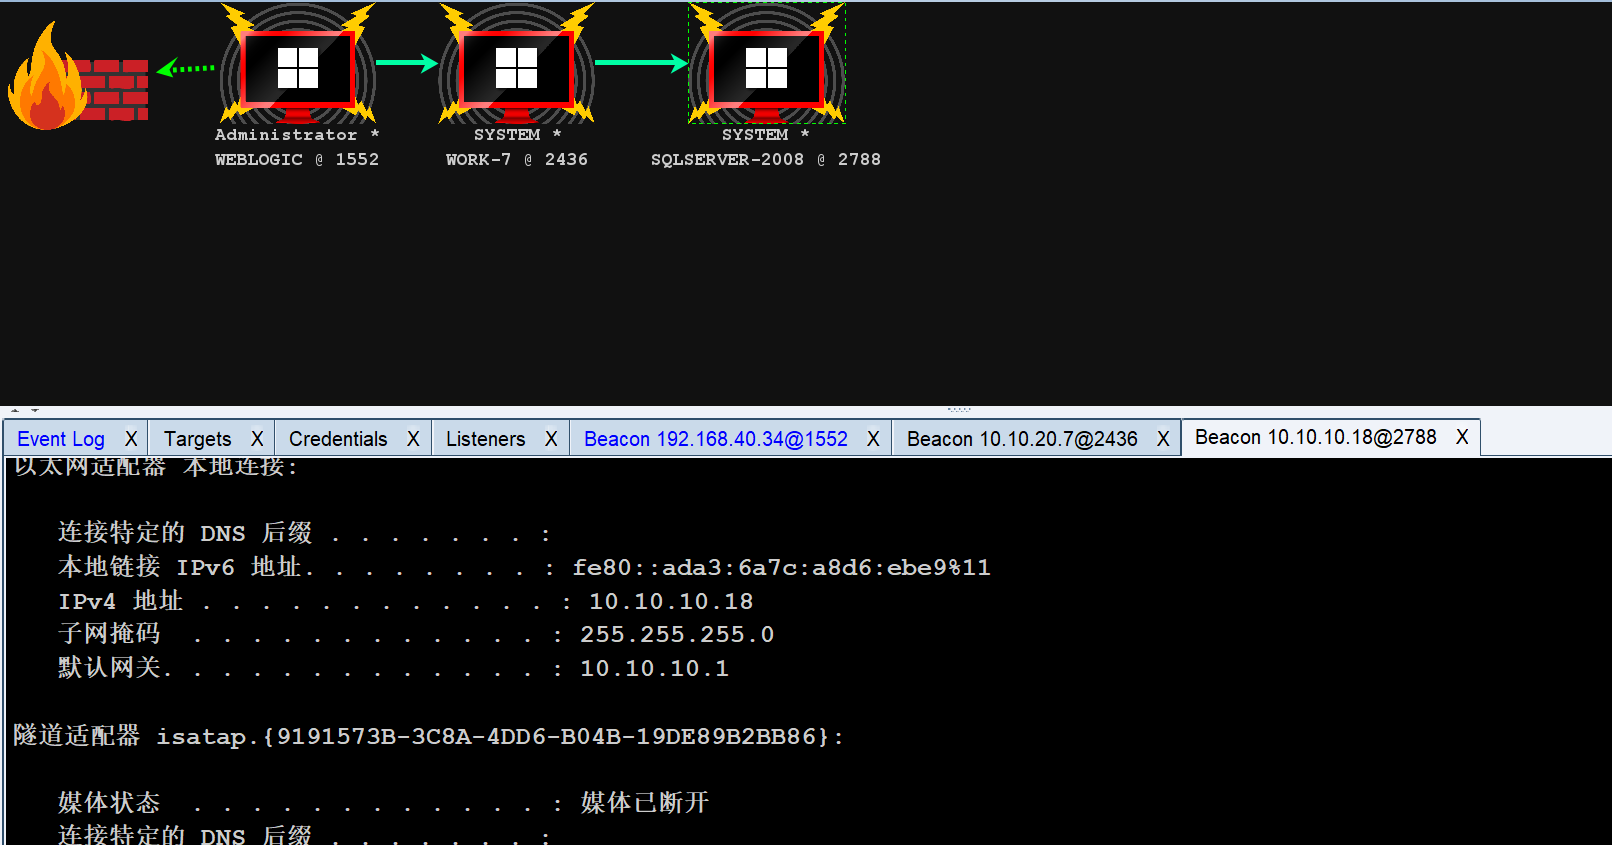 Administrator *
WEBLOGIC @ 1552
SYSTEM *
WORK-7 @ 2436
SYSTEM *
SQLSERVER-2008 @ 2788
Event Log X Targets X Credentials X Listeners X Beacon 192.168.40.34@1552 X Beacon 10.10.20.7@2436 X Beacon 10.10.10.18@2788 X
以太网适配器 本地连接:
连接特定的 DNS 后缀 . . . . . . . :
本地链接 IPv6 地址. . . . . . . . : fe80::ada3:6a7c:a8d6:ebe9%11
IPv4 地址 . . . . . . . . . . . . : 10.10.10.18
子网掩码  . . . . . . . . . . . . : 255.255.255.0
默认网关. . . . . . . . . . . . . : 10.10.10.1
隧道适配器 isatap.{9191573B-3C8A-4DD6-B04B-19DE89B2BB86}:
媒体状态  . . . . . . . . . . . . : 媒体已断开
连接特定的 DNS 后缀 . . . . . . . :